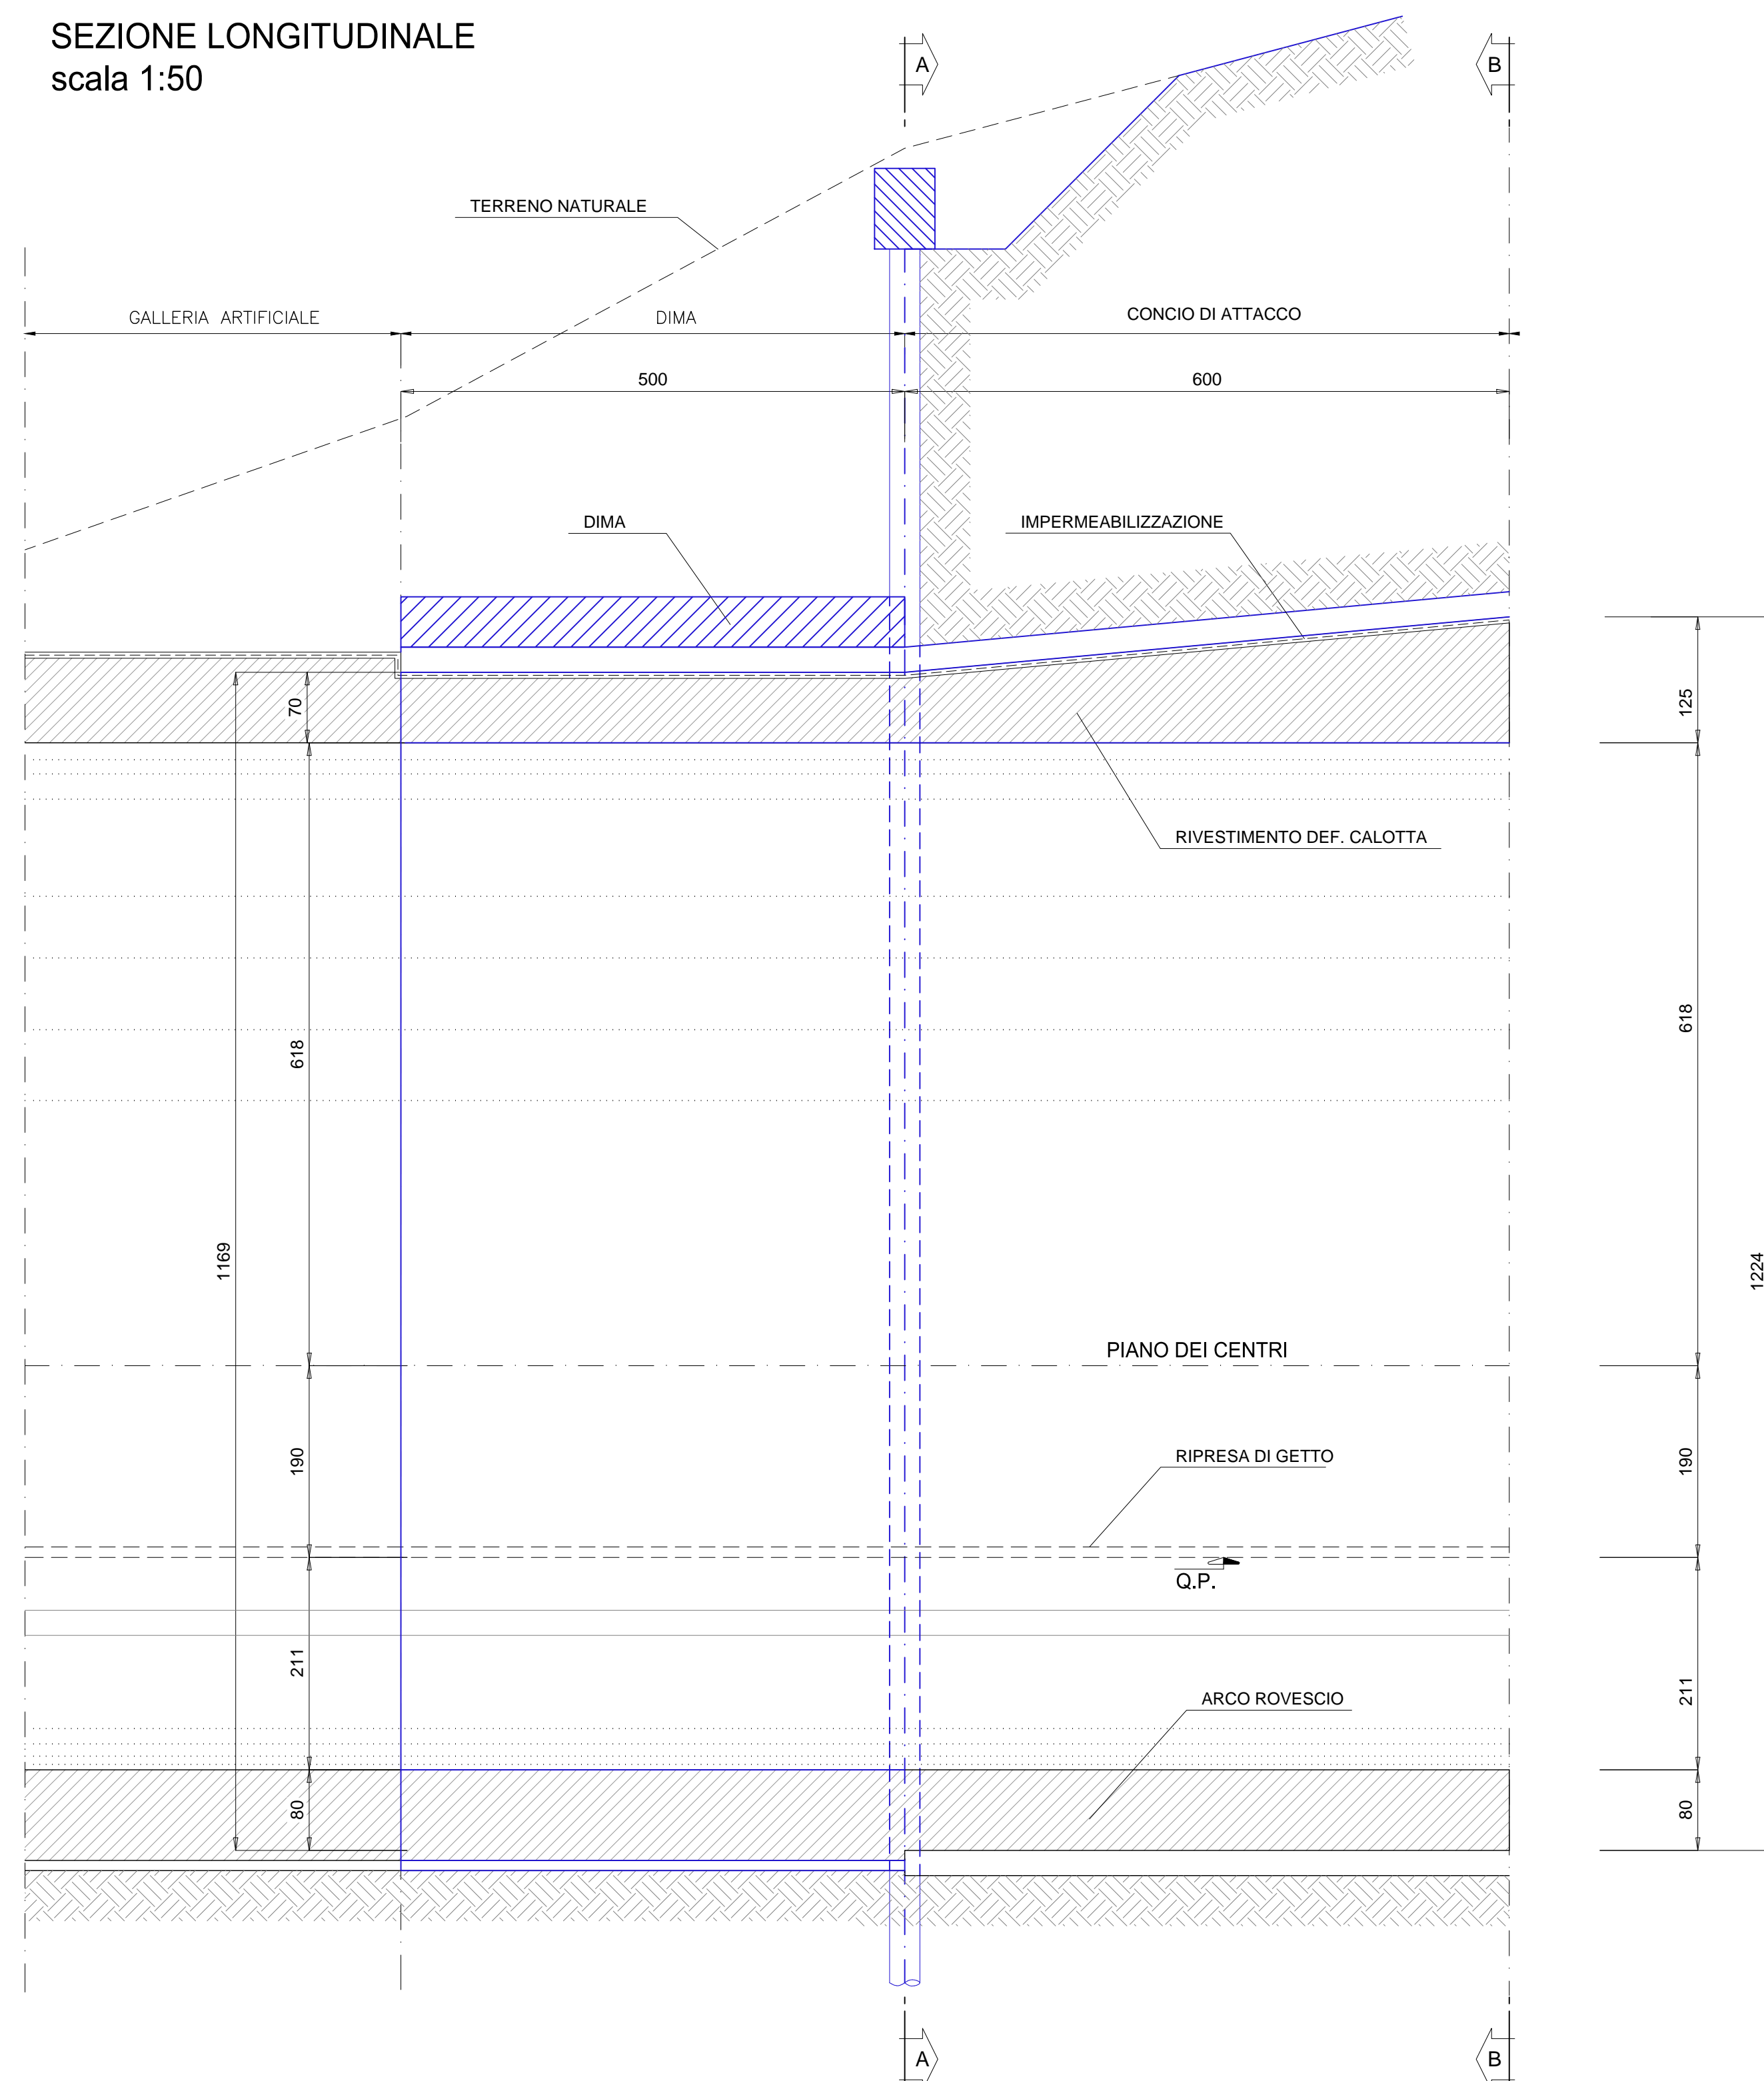 SEZIONE LONGITUDINALE
scala 1:50
A
B
TERRENO NATURALE
GALLERIA ARTIFICIALE
DIMA
CONCIO DI ATTACCO
500
600
DIMA
IMPERMEABILIZZAZIONE
70
125
RIVESTIMENTO DEF. CALOTTA
618
618
1169
1224
PIANO DEI CENTRI
190
RIPRESA DI GETTO
190
Q.P.
211
211
ARCO ROVESCIO
80
80
A
B